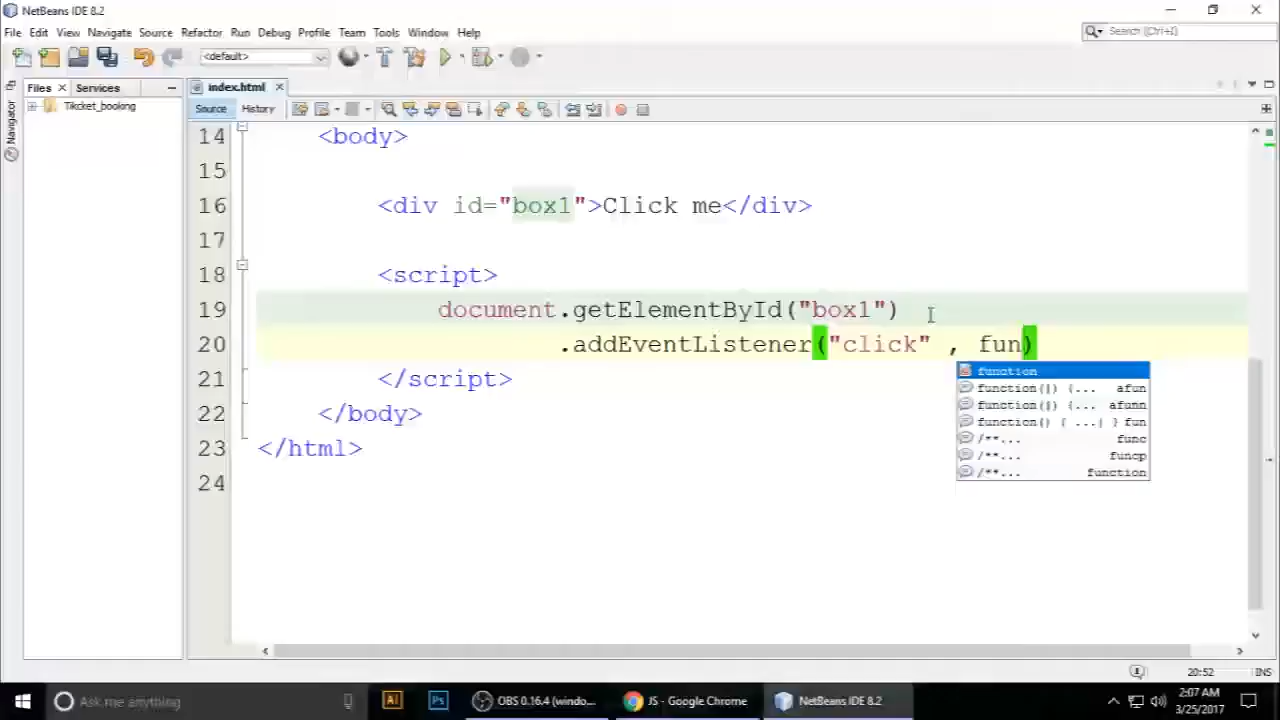 NetBeans IDE 8.2
File Edit View Navigate Source Refactor Run Debug Profile Team Tools Window Help
Search (Ctrl+I)
<default>
Files Services
index.html
Navigator
Tikcket_booking
Source History
14 <body>
15
16 <div id="box1">Click me</div>
17
18 <script>
19 document.getElementById("box1")
20 .addEventListener("click" , fun)
21 </script>
22 </body>
23 </html>
24
function
function(|) {... afun
function(|) {... afunn
function() { ...| } fun
/**... func
/**... funcp
/**... function
20:52 INS
Ask me anything
Ai
Ps
OBS 0.16.4 (windo...
JS - Google Chrome
NetBeans IDE 8.2
2:07 AM
3/25/2017